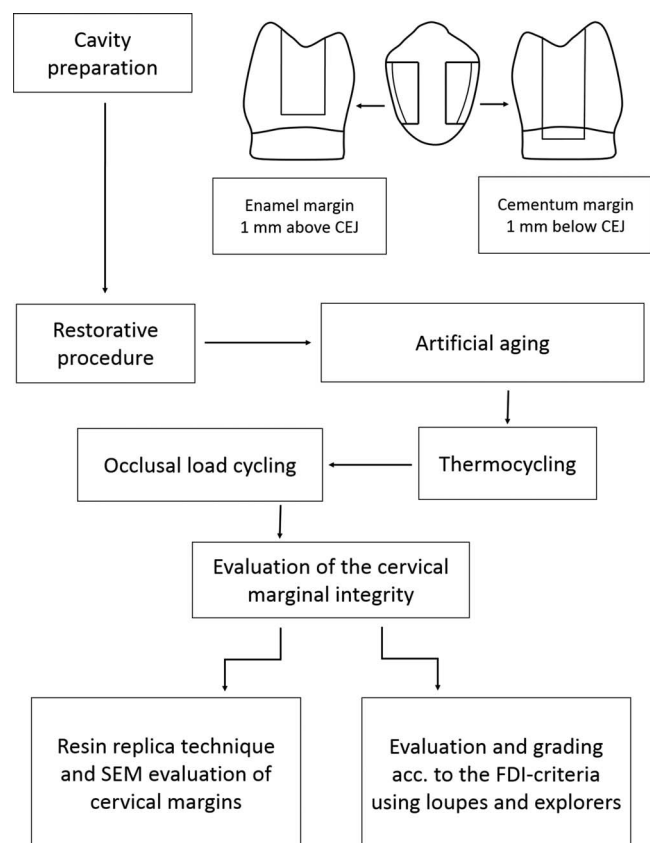 Cavity
preparation
Enamel margin
1 mm above CEJ
Cementum margin
1 mm below CEJ
Restorative
procedure
Artificial aging
Occlusal load cycling
Thermocycling
Evaluation of the cervical
marginal integrity
Resin replica technique
and SEM evaluation of
cervical margins
Evaluation and grading
acc. to the FDI-criteria
using loupes and explorers